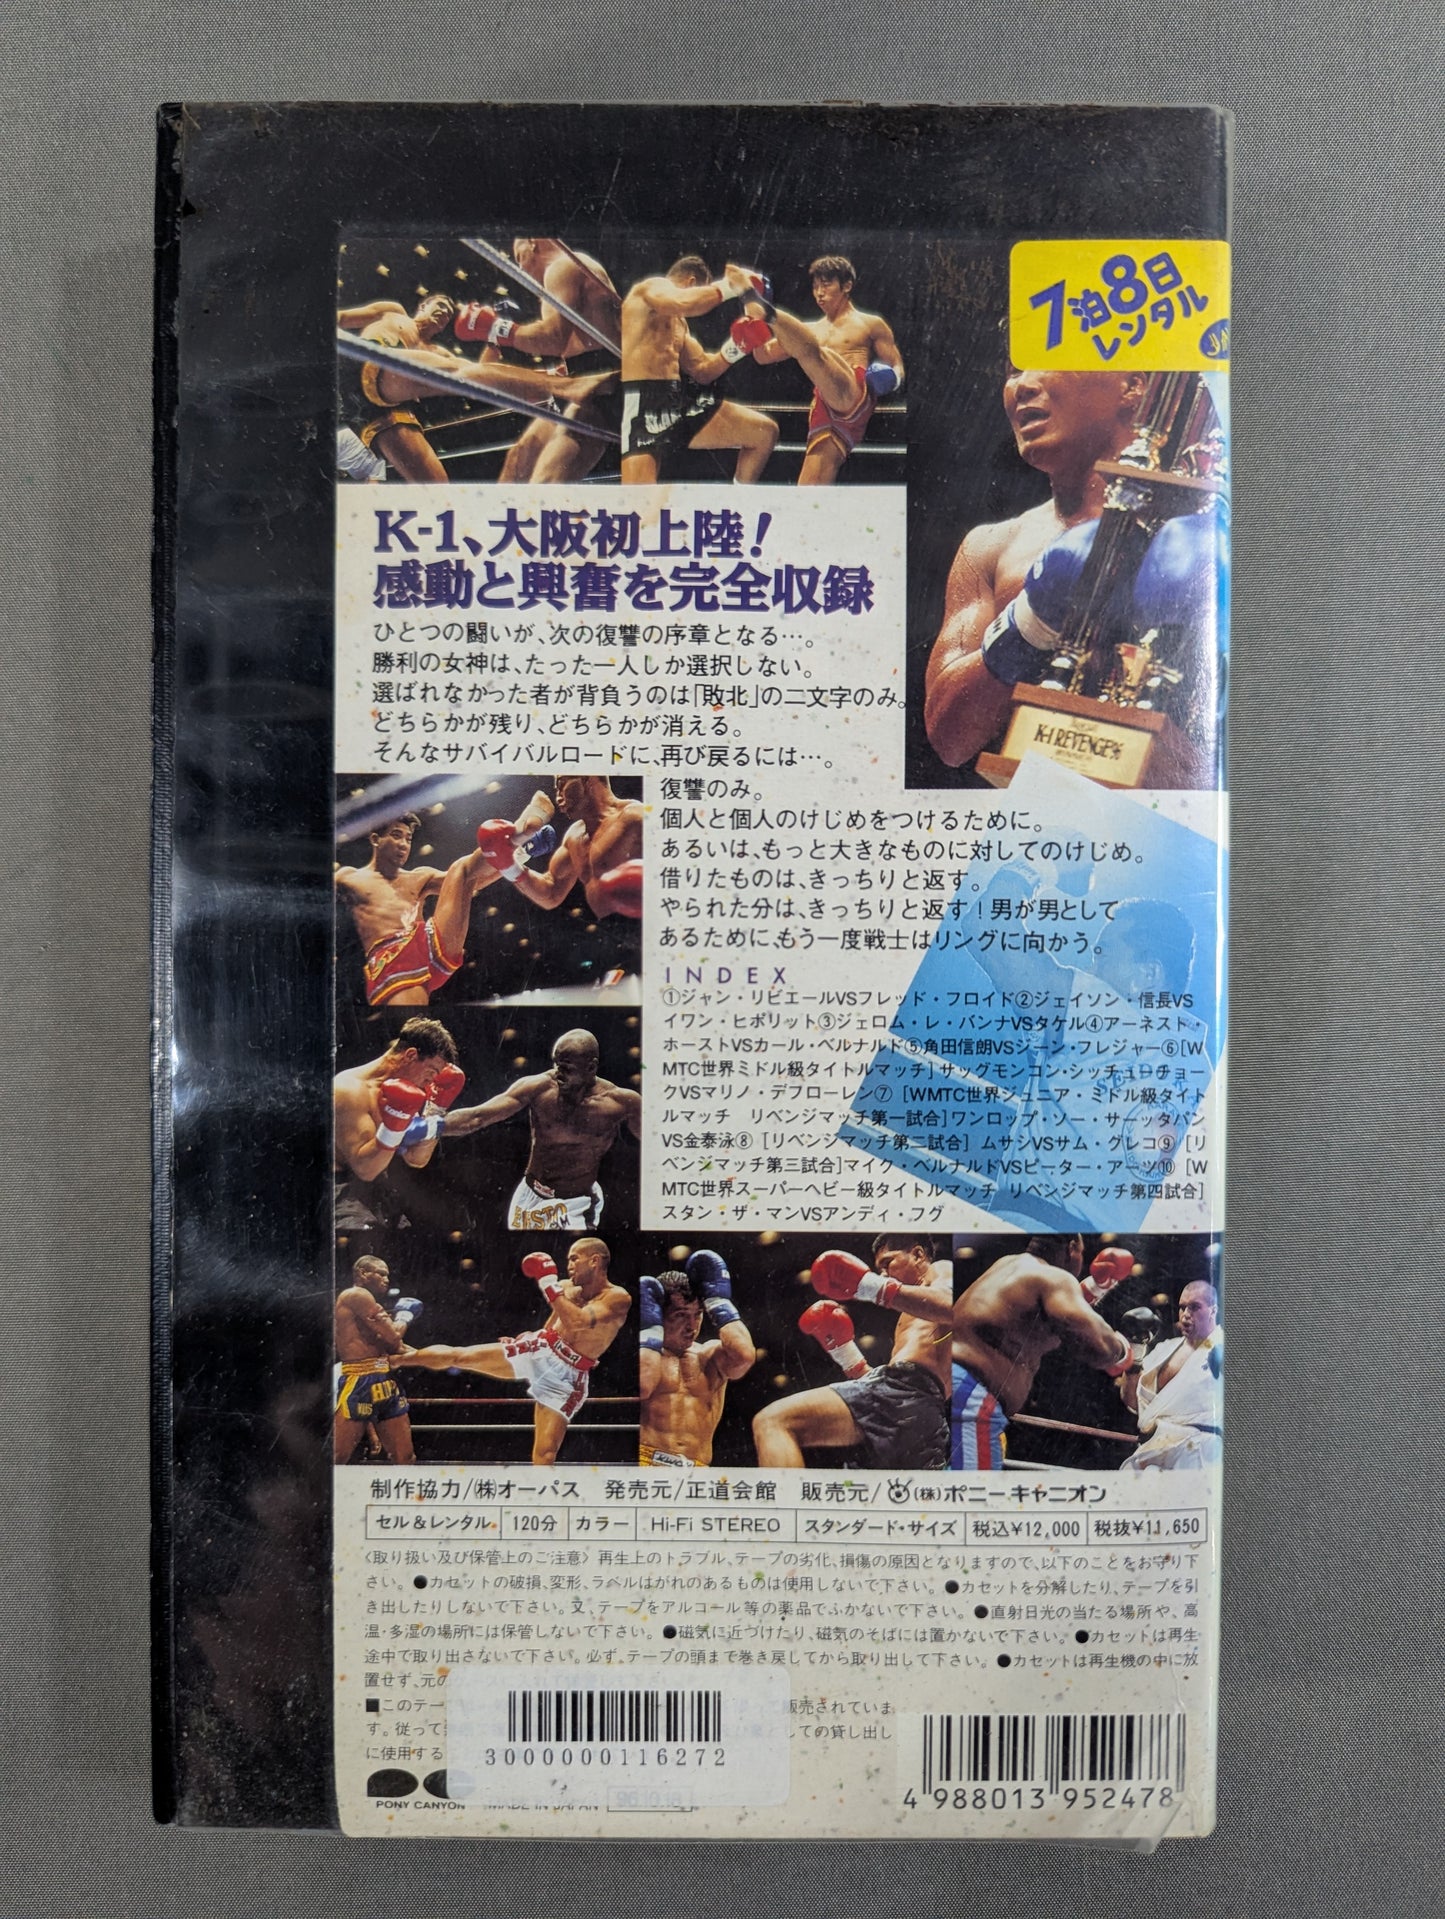 7泊8日
レンタル
K-1 REVENGE'96
K-1、大阪初上陸!
感動と興奮を完全収録
ひとつの闘いが、次の復讐の序章となる…。
勝利の女神は、たった一人しか選択しない。
選ばれなかった者が背負うのは「敗北」の二文字のみ。
どちらかが残り、どちらかが消える。
そんなサバイバルロードに、再び戻るには…。
復讐のみ。
個人と個人のけじめをつけるために。
あるいは、もっと大きなものに対してのけじめ。
借りたものは、きっちりと返す。
やられた分は、きっちりと返す!男が男として
あるために、もう一度戦士はリングに向かう。
INDEX
①ジャン・リビエールVSフレッド・フロイド②ジェイソン・信長VS
イワン・ヒポリット③ジェロム・レ・バンナVSタケル④アーネスト・
ホーストVSカール・ベルナルド⑤角田信朗VSジーン・フレジャー⑥[W
MTC世界ミドル級タイトルマッチ]サッグモンコン・シッチュチョー
クVSマリノ・デフローレン⑦ [WMTC世界ジュニア・ミドル級タイト
ルマッチ リベンジマッチ第一試合]ワンロップ・ソー・サーッタパン
VS金泰泳⑧ [リベンジマッチ第二試合] ムサシVSサム・グレコ⑨ [リ
ベンジマッチ第三試合]マイク・ベルナルドVSピーター・アーツ⑩ [W
MTC世界スーパーヘビー級タイトルマッチ リベンジマッチ第四試合]
スタン・ザ・マンVSアンディ・フグ
制作協力/㈱オーパス 発売元/正道会館 販売元/(株)ポニーキャニオン
セル&レンタル 120分 カラー Hi-Fi STEREO スタンダード・サイズ 税込¥12,000 税抜¥11,650
〈取り扱い及び保管上のご注意〉再生上のトラブル、テープの劣化、損傷の原因となりますので、以下のことをお守り下
さい。●カセットの破損、変形、ラベルはがれのあるものは使用しないで下さい。●カセットを分解したり、テープを引
き出したりしないで下さい。又、テープをアルコール等の薬品でふかないで下さい。●直射日光の当たる場所や、高
温・多湿の場所には保管しないで下さい。●磁気に近づけたり、磁気のそばには置かないで下さい。●カセットは再生
途中で取り出さないで下さい。必ず、テープの頭まで巻き戻してから取り出して下さい。●カセットは再生機の中に放
置せず、元の
■このテー って販売されていま
す。従って としての貸し出し
に使用する
3000000116272
PONY CANYON
MADE IN JAPAN
4 988013 952478